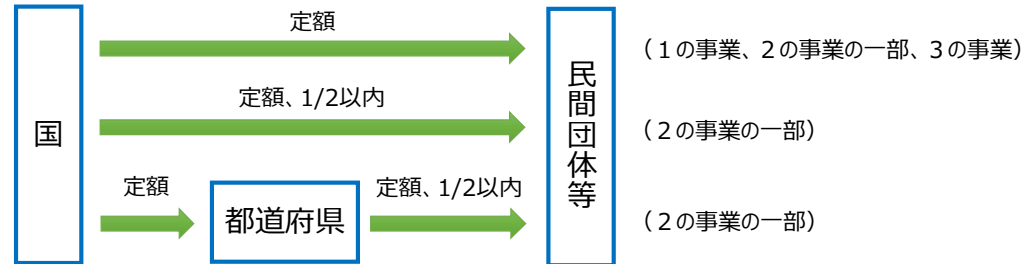 国
定額
民間団体等
（１の事業、２の事業の一部、３の事業）
定額、1/2以内
（２の事業の一部）
定額
都道府県
定額、1/2以内
（２の事業の一部）